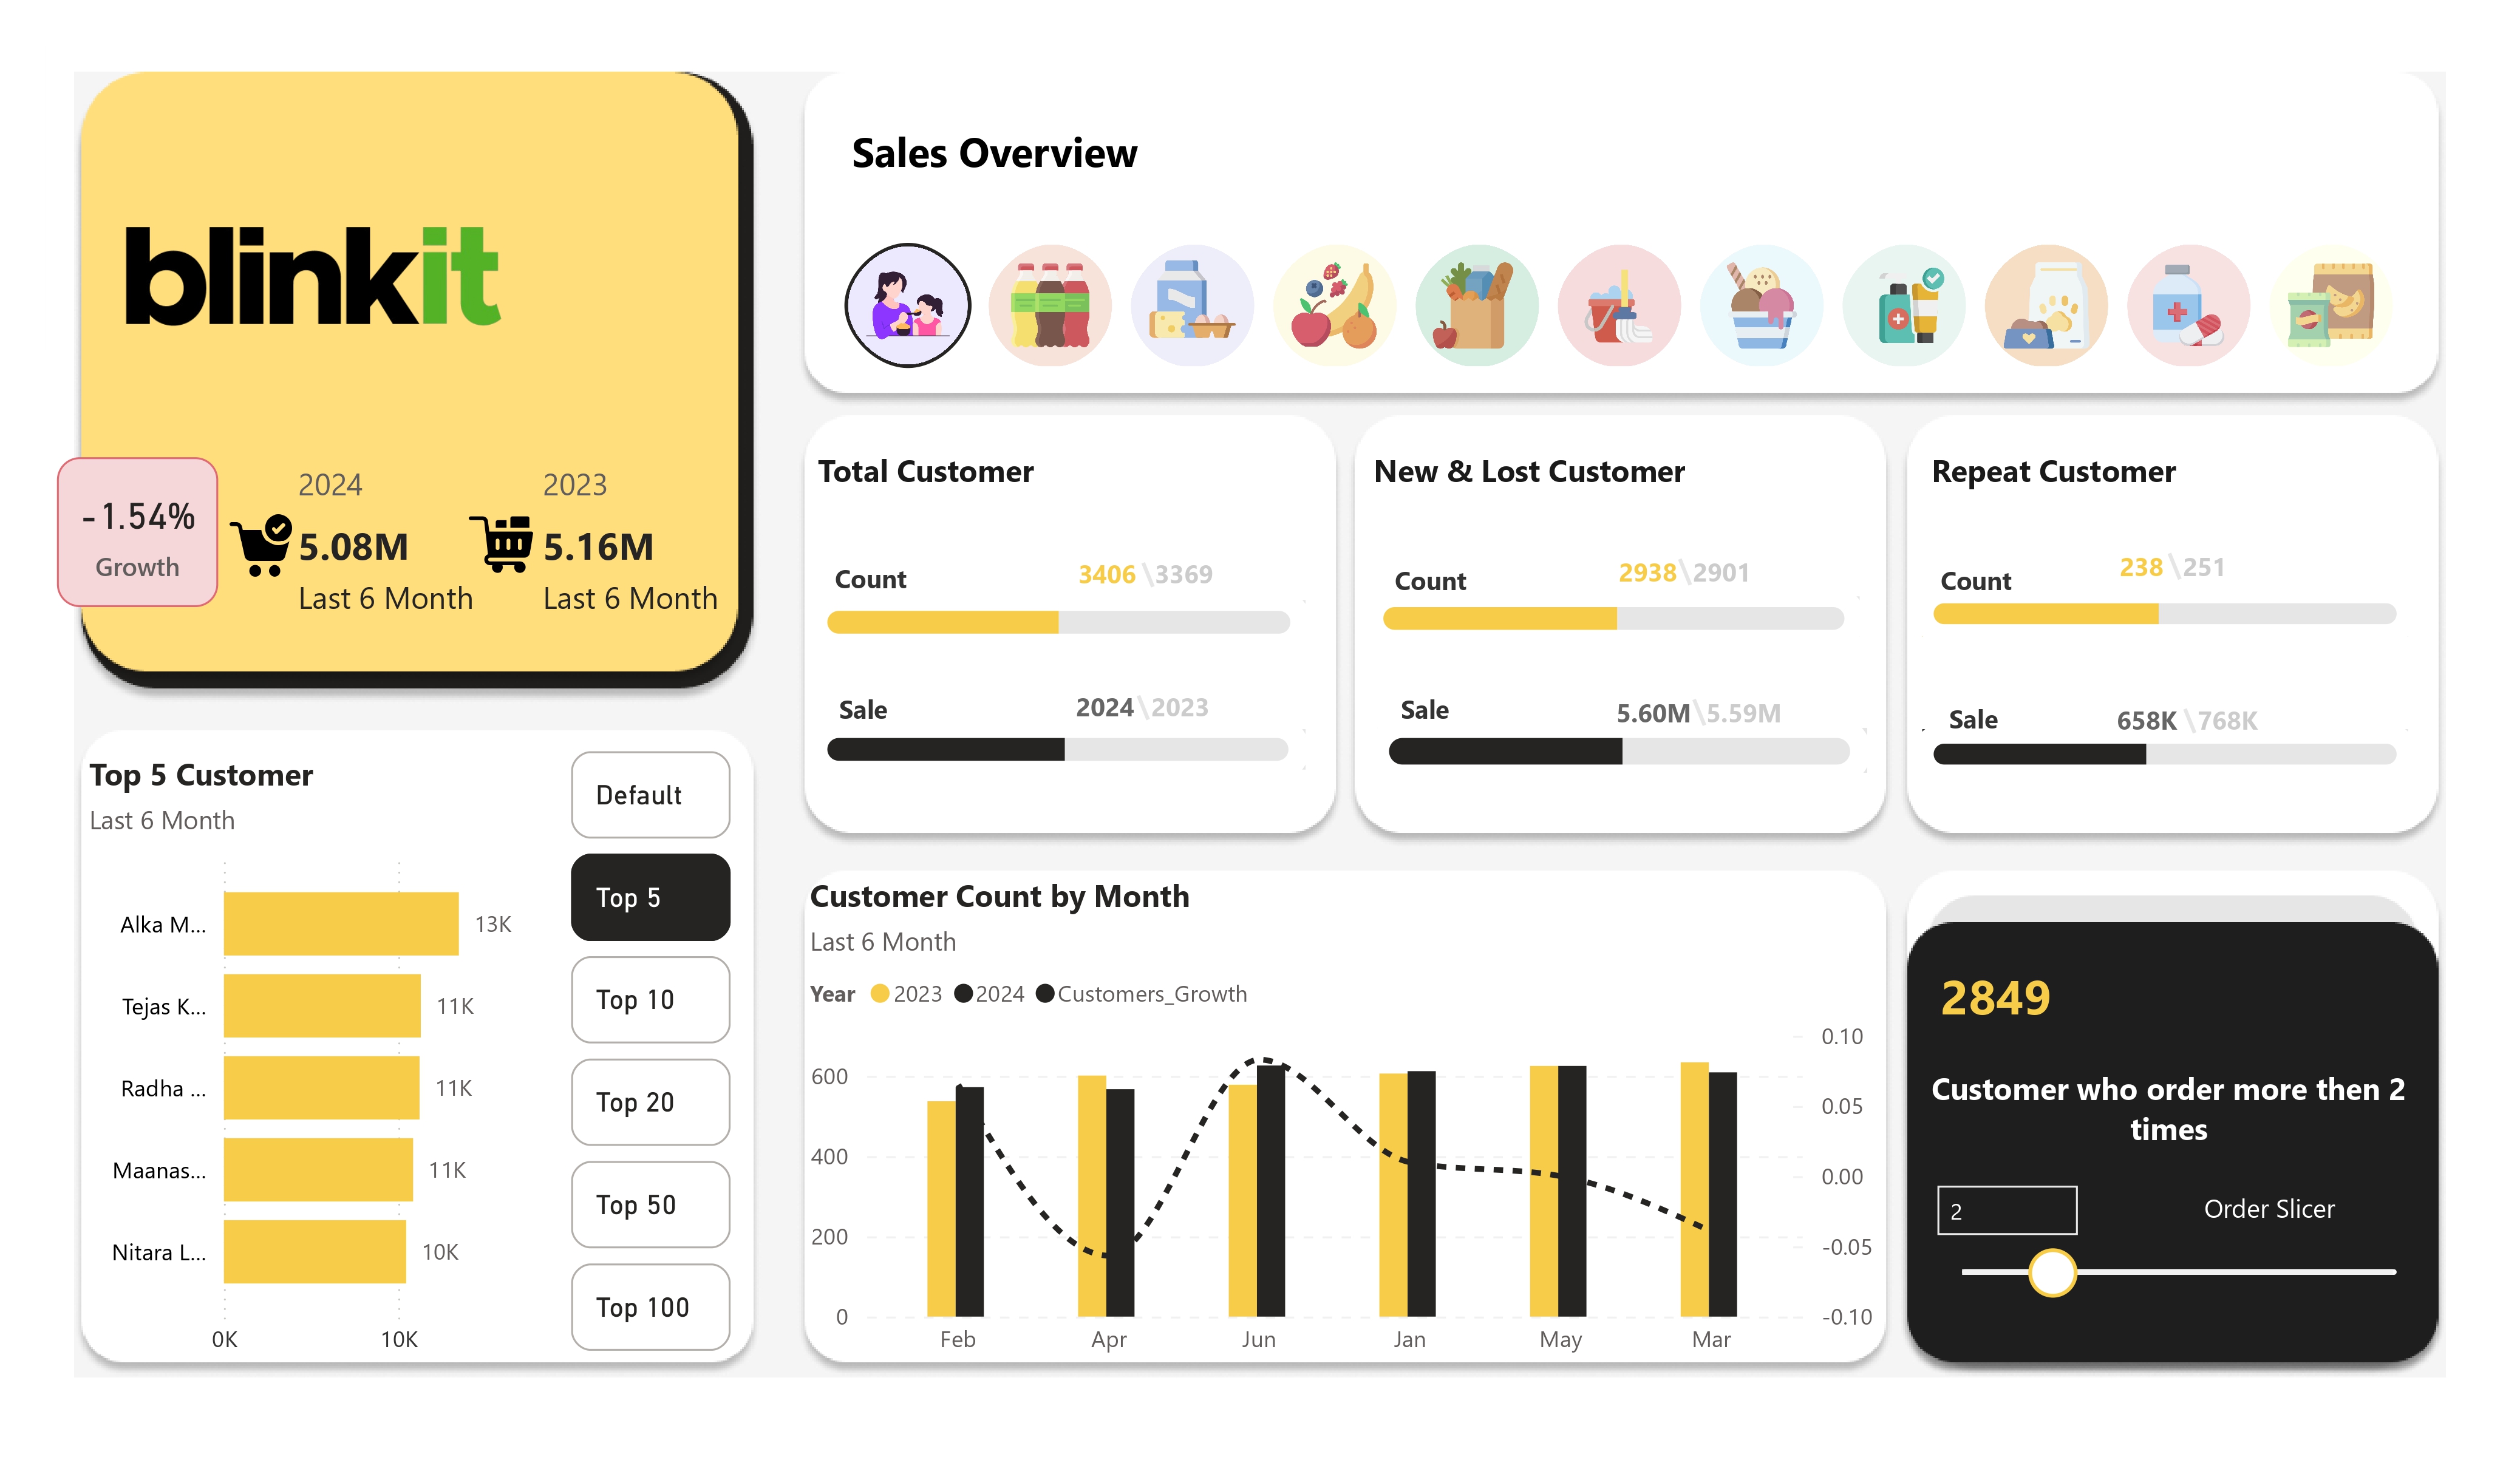 blinkit
-1.54%
Growth
2024
5.08M
Last 6 Month
2023
5.16M
Last 6 Month
Sales Overview
Total Customer
Count
3406 \ 3369
Sale
2024 \ 2023
New & Lost Customer
Count
2938 \ 2901
Sale
5.60M \ 5.59M
Repeat Customer
Count
238 \ 251
Sale
658K \ 768K
Top 5 Customer
Last 6 Month
Alka M... 13K
Tejas K... 11K
Radha ... 11K
Maanas... 11K
Nitara L... 10K
0K 10K
Default
Top 5
Top 10
Top 20
Top 50
Top 100
Customer Count by Month
Last 6 Month
Year 2023 2024 Customers_Growth
600
400
200
0
0.10
0.05
0.00
-0.05
-0.10
Feb Apr Jun Jan May Mar
2849
Customer who order more then 2
times
2
Order Slicer